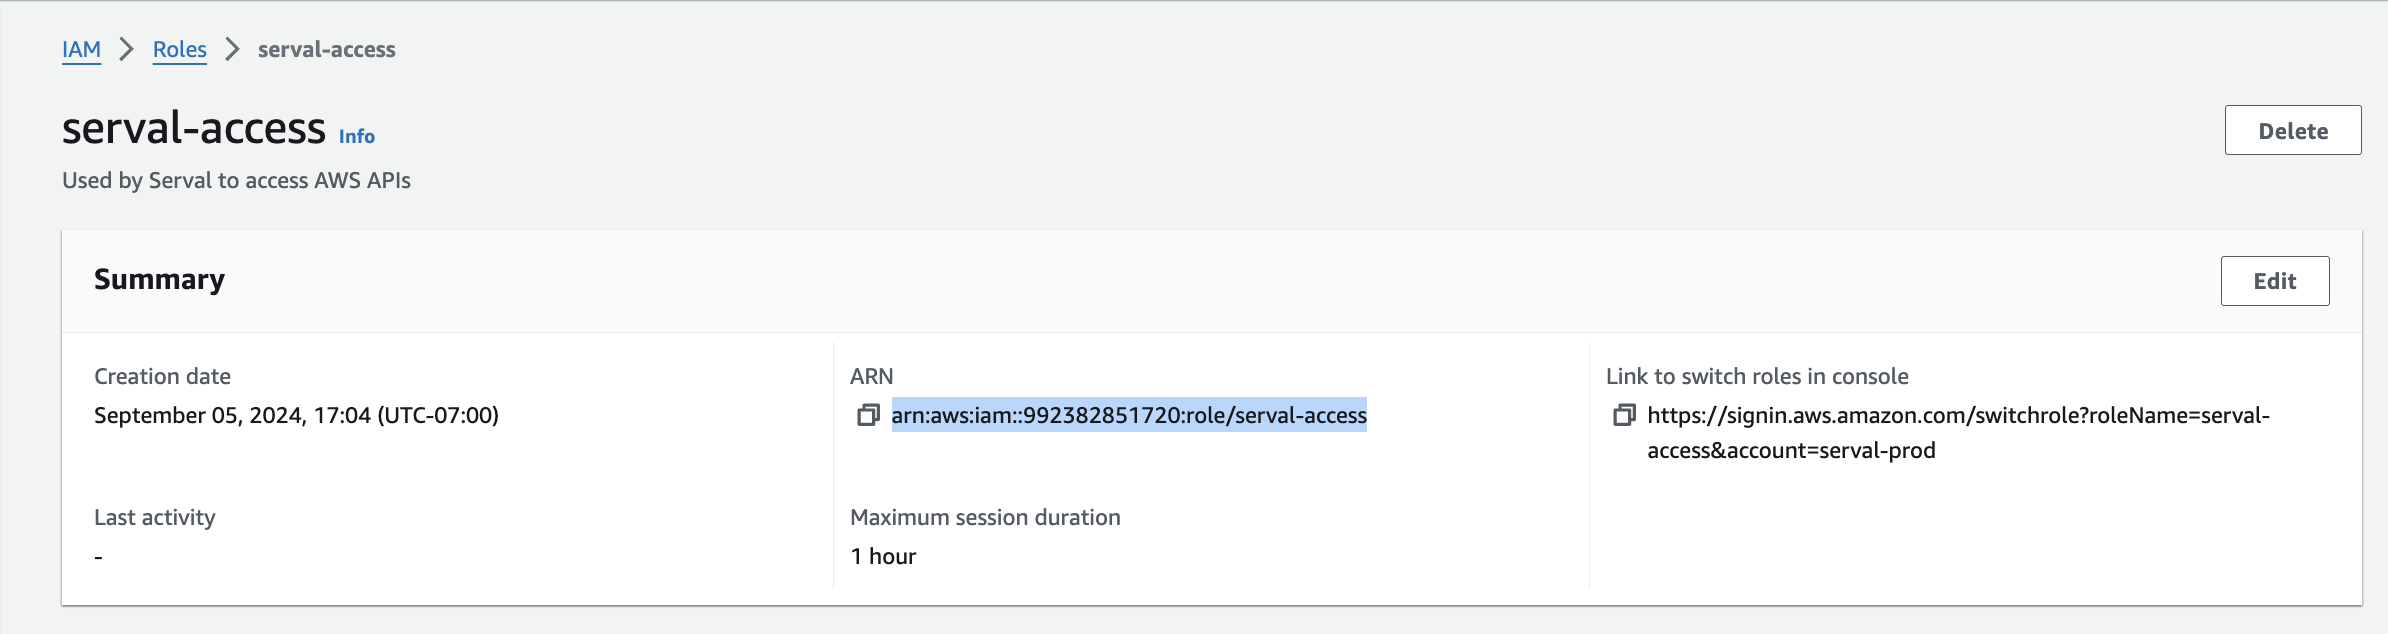 IAM > Roles > serval-access
serval-access Info
Delete
Used by Serval to access AWS APIs
Summary
Edit
Creation date
September 05, 2024, 17:04 (UTC-07:00)
ARN
arn:aws:iam::992382851720:role/serval-access
Link to switch roles in console
https://signin.aws.amazon.com/switchrole?roleName=serval-
access&account=serval-prod
Last activity
-
Maximum session duration
1 hour